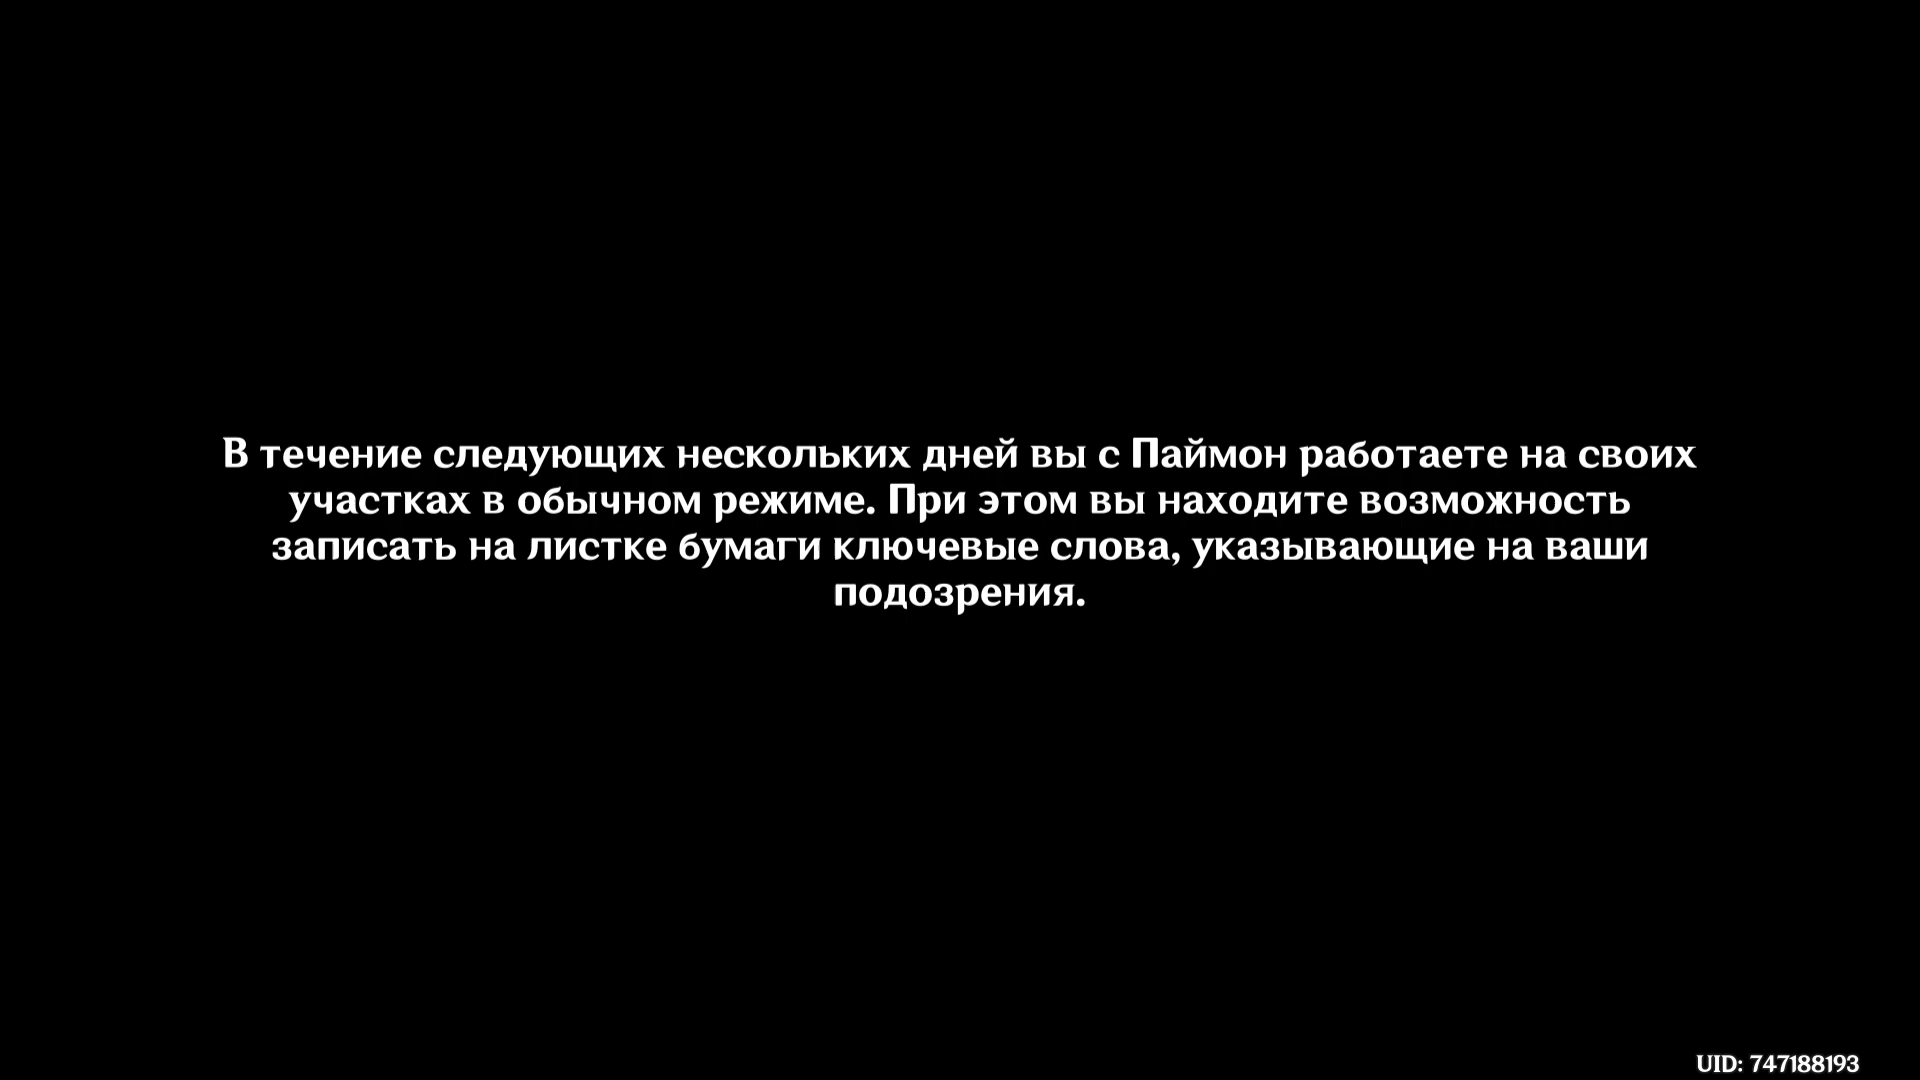 В течение следующих нескольких дней вы с Паймон работаете на своих
участках в обычном режиме. При этом вы находите возможность
записать на листке бумаги ключевые слова, указывающие на ваши
подозрения.
UID: 747188193